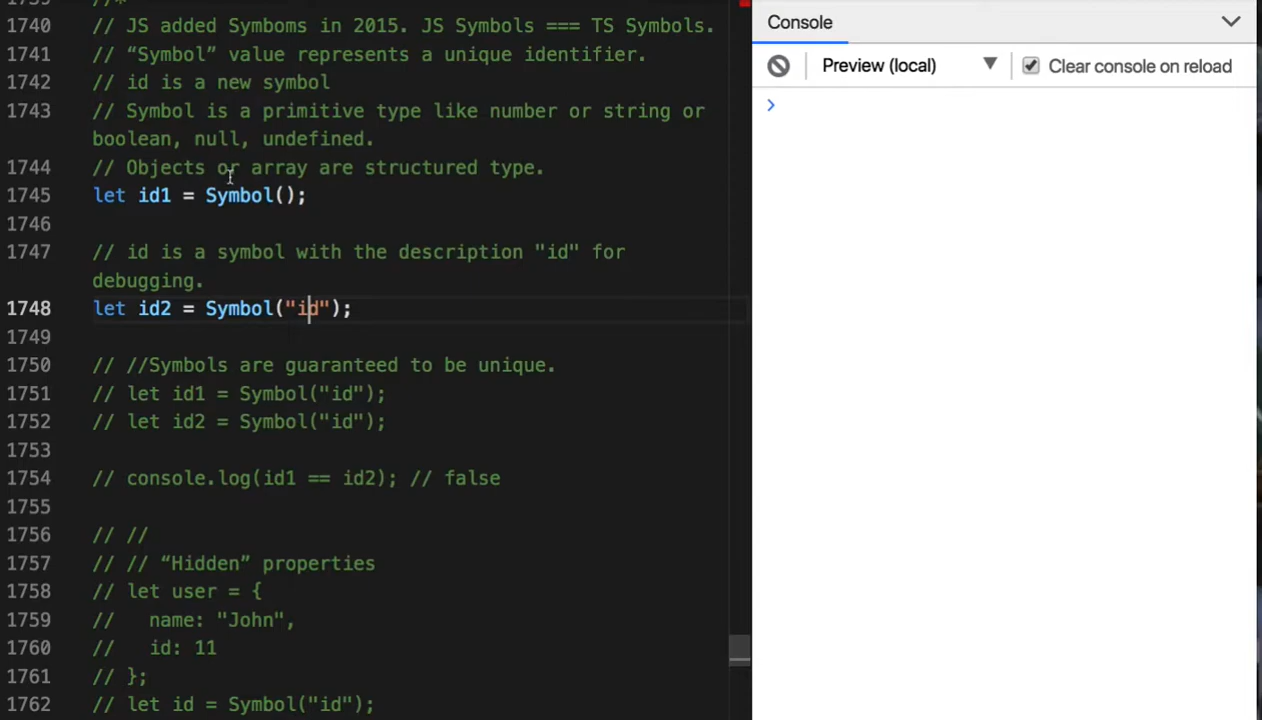 1739 //*
1740 // JS added Symboms in 2015. JS Symbols === TS Symbols.
1741 // “Symbol” value represents a unique identifier.
1742 // id is a new symbol
1743 // Symbol is a primitive type like number or string or
boolean, null, undefined.
1744 // Objects or array are structured type.
1745 let id1 = Symbol();
1746
1747 // id is a symbol with the description "id" for
debugging.
1748 let id2 = Symbol("id");
1749
1750 // //Symbols are guaranteed to be unique.
1751 // let id1 = Symbol("id");
1752 // let id2 = Symbol("id");
1753
1754 // console.log(id1 == id2); // false
1755
1756 // //
1757 // // “Hidden” properties
1758 // let user = {
1759 //   name: "John",
1760 //   id: 11
1761 // };
1762 // let id = Symbol("id");
Console
Preview (local) Clear console on reload